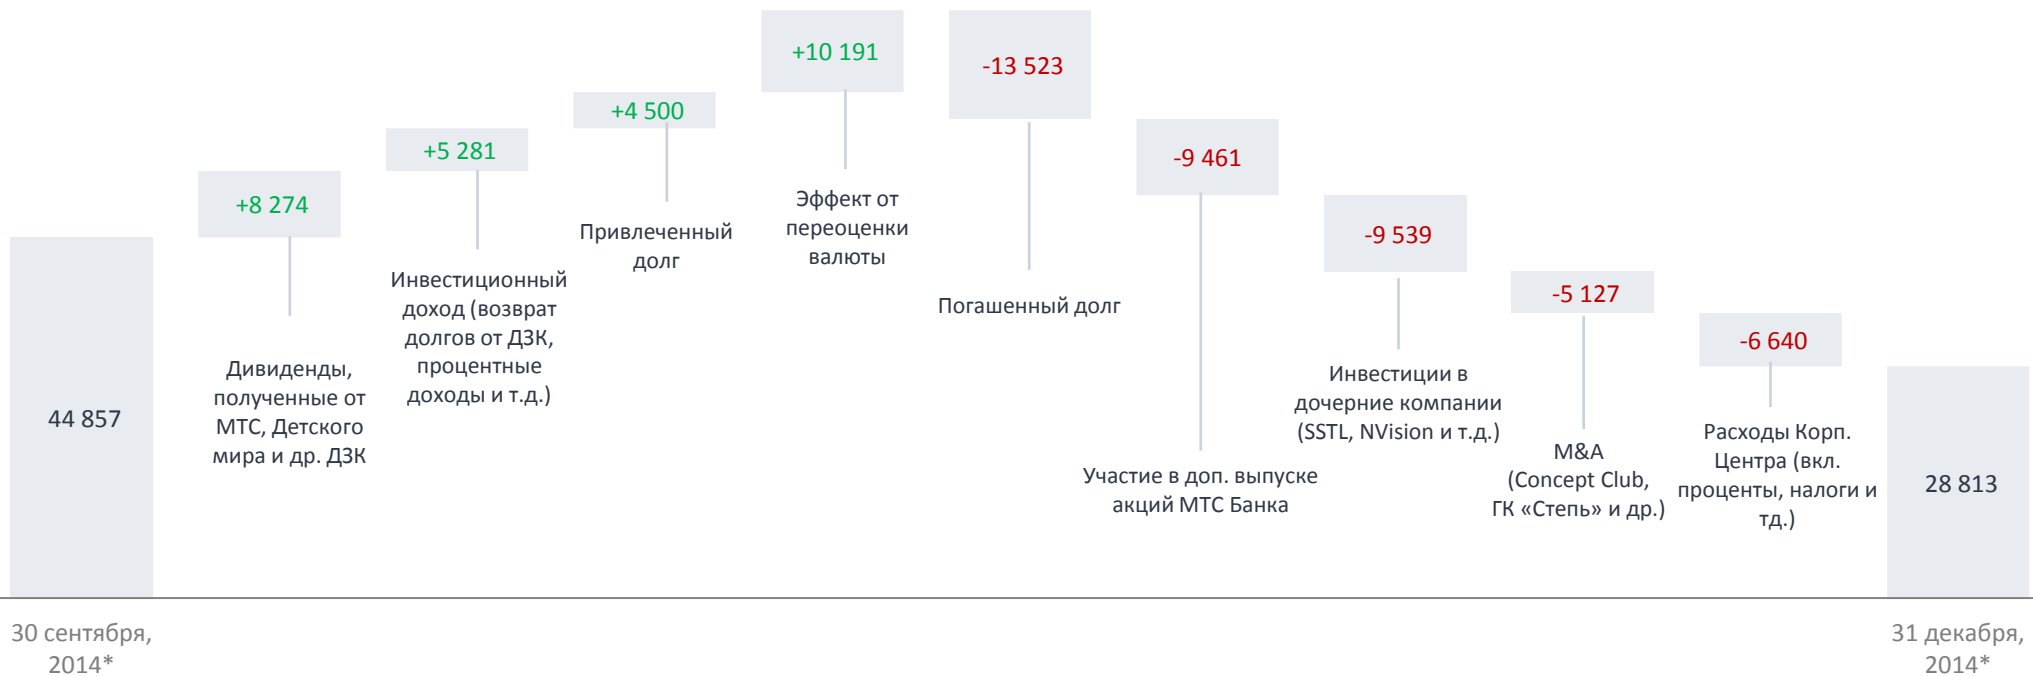 44 857
+8 274
Дивиденды,
полученные от
МТС, Детского
мира и др. ДЗК
+5 281
Инвестиционный
доход (возврат
долгов от ДЗК,
процентные
доходы и т.д.)
+4 500
Привлеченный
долг
+10 191
Эффект от
переоценки
валюты
-13 523
Погашенный долг
-9 461
Участие в доп. выпуске
акций МТС Банка
-9 539
Инвестиции в
дочерние компании
(SSTL, NVision и т.д.)
-5 127
M&A
(Concept Club,
ГК «Степь» и др.)
-6 640
Расходы Корп.
Центра (вкл.
проценты, налоги и
тд.)
28 813
30 сентября,
2014*
31 декабря,
2014*